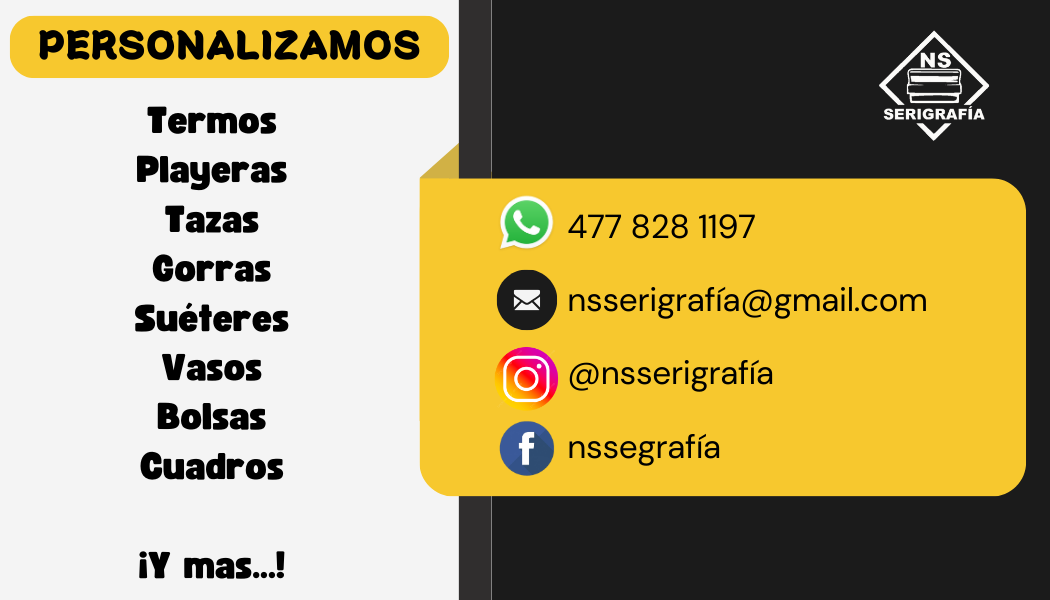 PERSONALIZAMOS
Termos
Playeras
Tazas
Gorras
Suéteres
Vasos
Bolsas
Cuadros
¡Y mas...!
NS
SERIGRAFÍA
477 828 1197
nsserigrafía@gmail.com
@nsserigrafía
nssegrafía